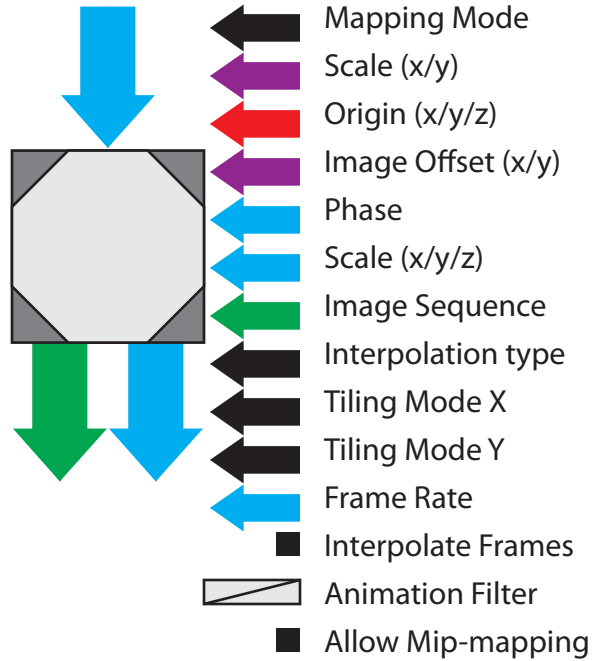 Mapping Mode
Scale (x/y)
Origin (x/y/z)
Image Offset (x/y)
Phase
Scale (x/y/z)
Image Sequence
Interpolation type
Tiling Mode X
Tiling Mode Y
Frame Rate
Interpolate Frames
Animation Filter
Allow Mip-mapping